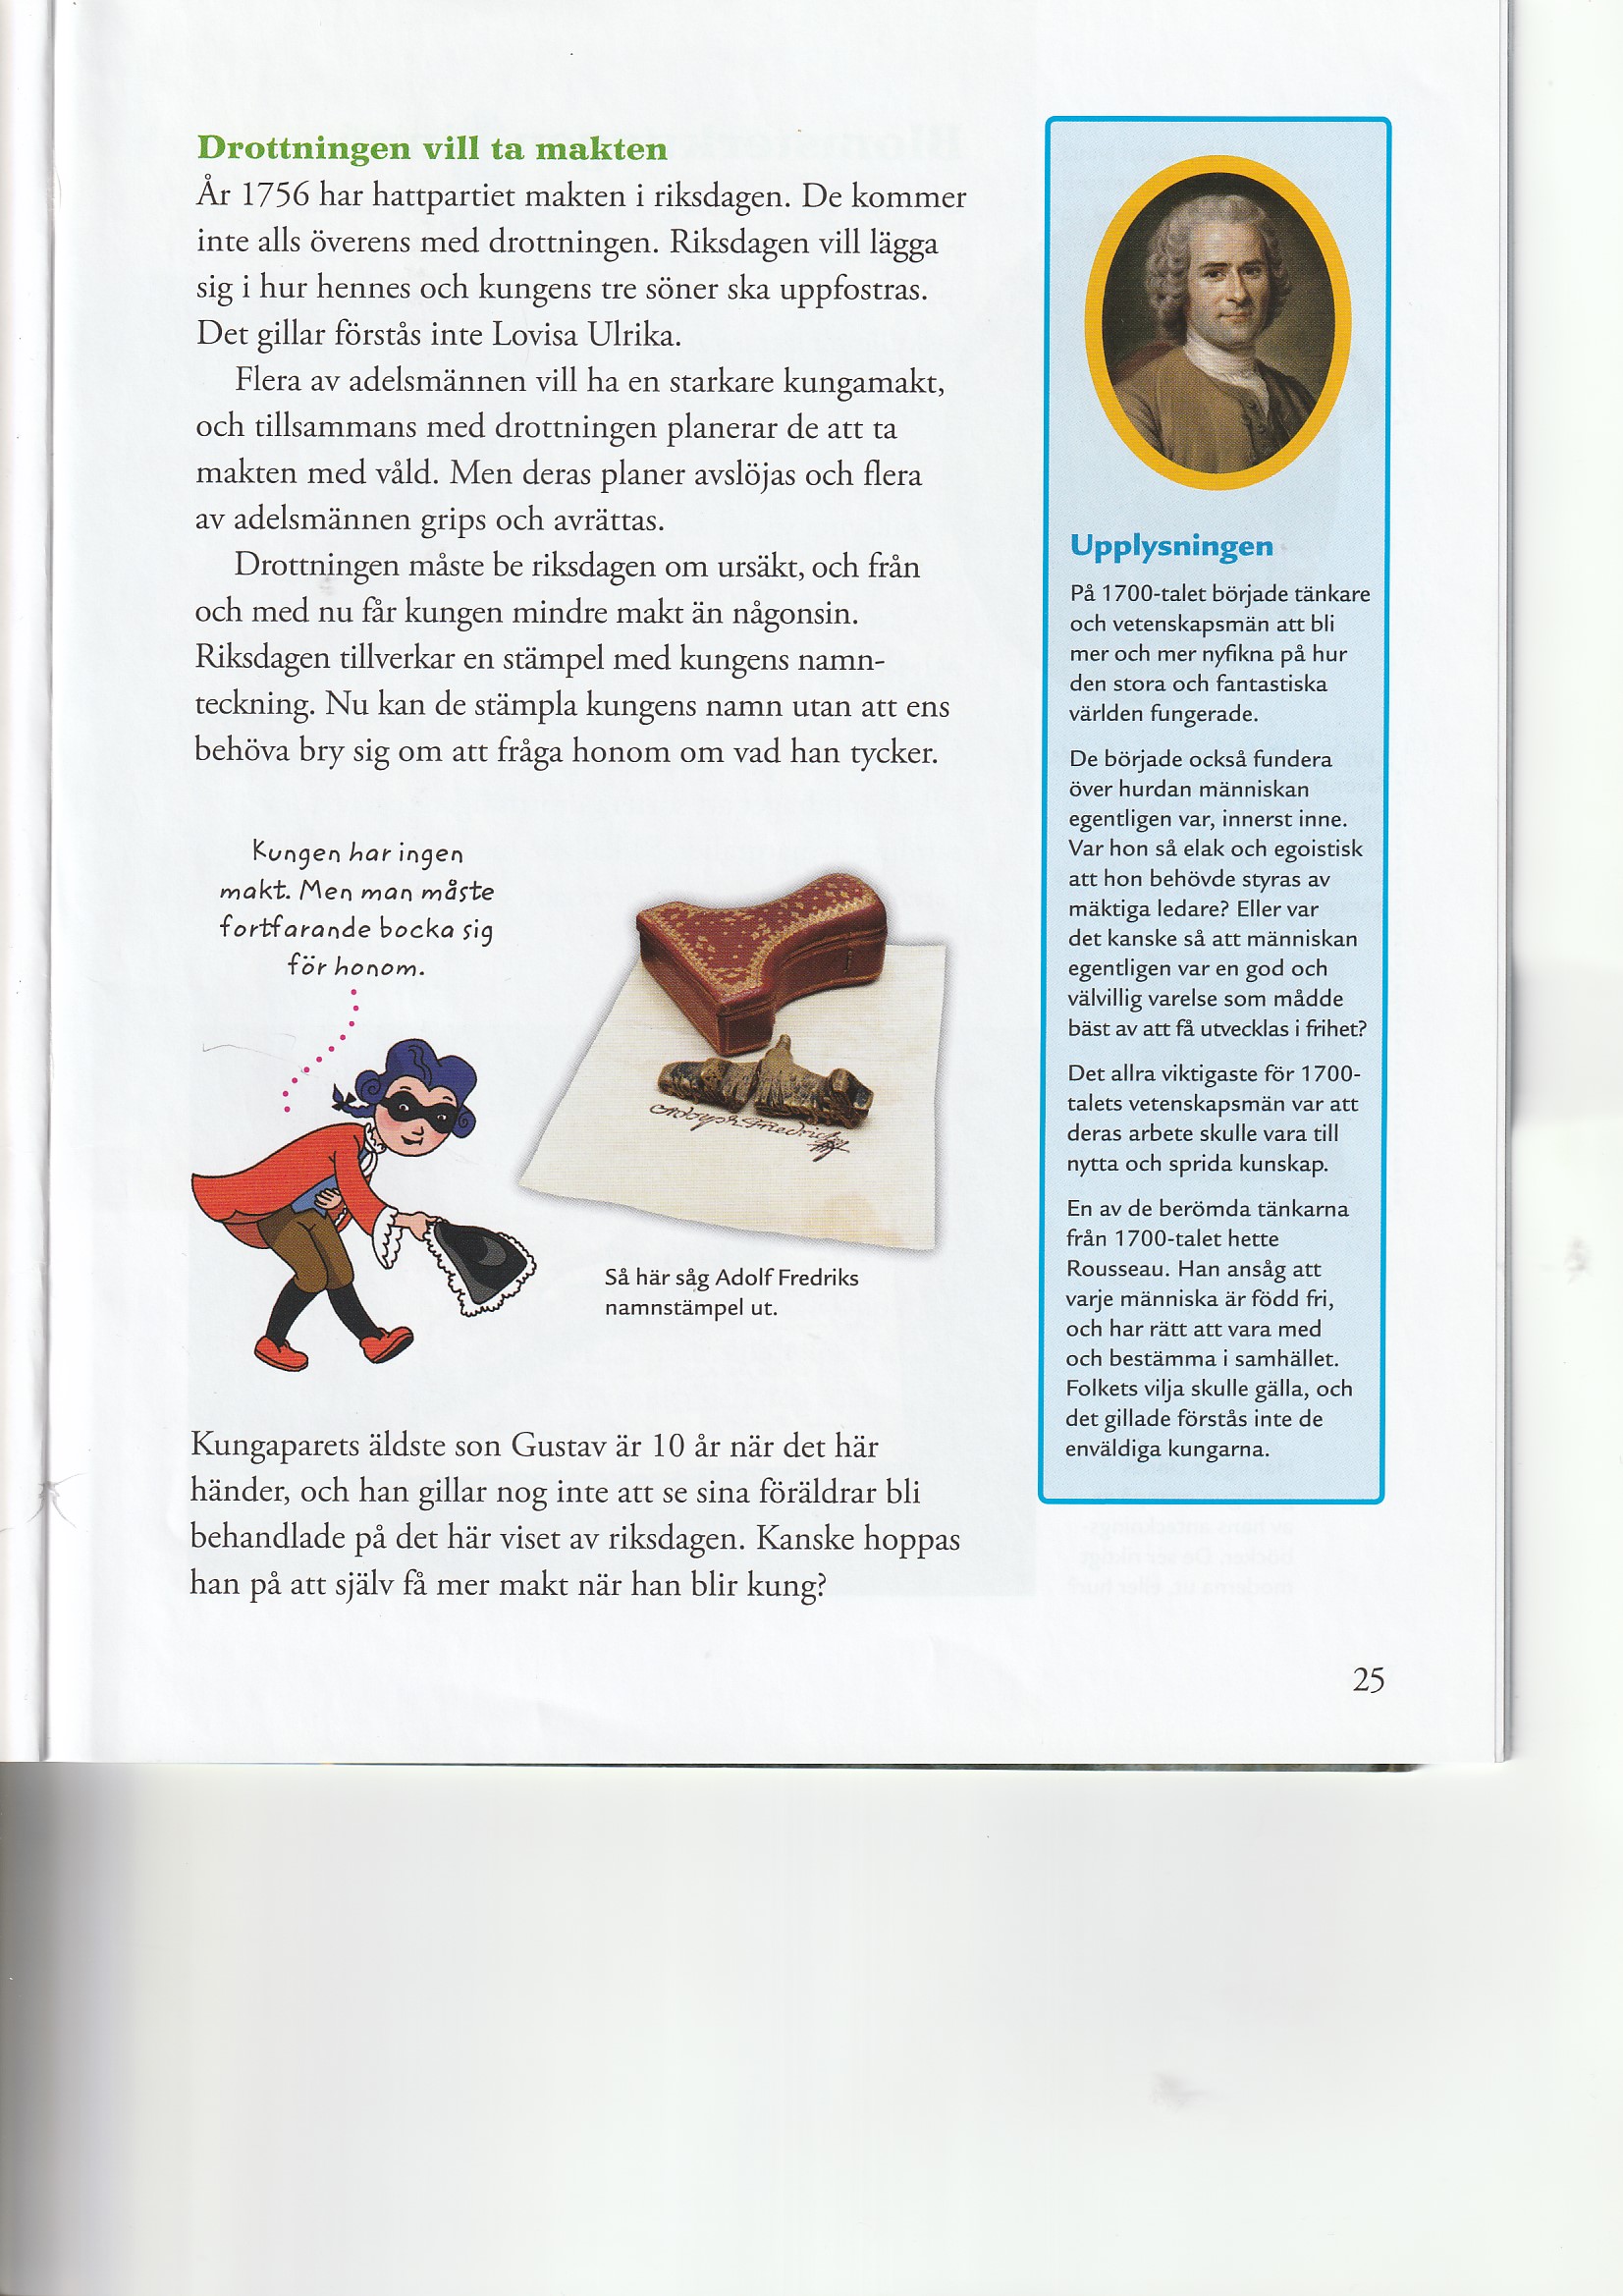 Drottningen vill ta makten
År 1756 har hattpartiet makten i riksdagen. De kommer
inte alls överens med drottningen. Riksdagen vill lägga
sig i hur hennes och kungens tre söner ska uppfostras.
Det gillar förstås inte Lovisa Ulrika.
Flera av adelsmännen vill ha en starkare kungamakt,
och tillsammans med drottningen planerar de att ta
makten med våld. Men deras planer avslöjas och flera
av adelsmännen grips och avrättas.
Drottningen måste be riksdagen om ursäkt, och från
och med nu får kungen mindre makt än någonsin.
Riksdagen tillverkar en stämpel med kungens namn-
teckning. Nu kan de stämpla kungens namn utan att ens
behöva bry sig om att fråga honom om vad han tycker.
Kungen har ingen
makt. Men man måste
fortfarande bocka sig
för honom.
Adolph Friedrich
Så här såg Adolf Fredriks
namnstämpel ut.
Kungaparets äldste son Gustav är 10 år när det här
händer, och han gillar nog inte att se sina föräldrar bli
behandlade på det här viset av riksdagen. Kanske hoppas
han på att själv få mer makt när han blir kung?
Upplysningen
På 1700-talet började tänkare
och vetenskapsmän att bli
mer och mer nyfikna på hur
den stora och fantastiska
världen fungerade.
De började också fundera
över hurdan människan
egentligen var, innerst inne.
Var hon så elak och egoistisk
att hon behövde styras av
mäktiga ledare? Eller var
det kanske så att människan
egentligen var en god och
välvillig varelse som mådde
bäst av att få utvecklas i frihet?
Det allra viktigaste för 1700-
talets vetenskapsmän var att
deras arbete skulle vara till
nytta och sprida kunskap.
En av de berömda tänkarna
från 1700-talet hette
Rousseau. Han ansåg att
varje människa är född fri,
och har rätt att vara med
och bestämma i samhället.
Folkets vilja skulle gälla, och
det gillade förstås inte de
enväldiga kungarna.
25